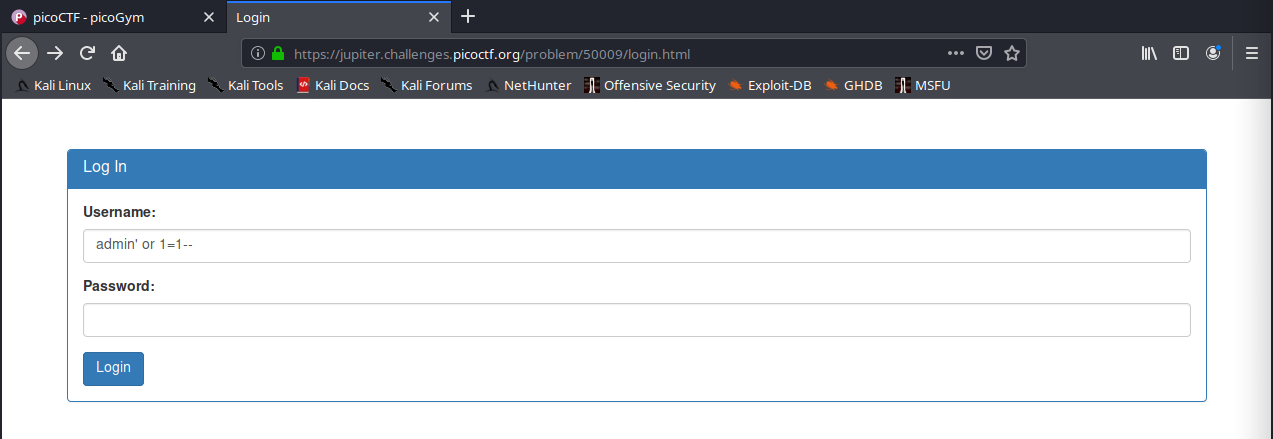 picoCTF - picoGym
Login
https://jupiter.challenges.picoctf.org/problem/50009/login.html
Kali Linux Kali Training Kali Tools Kali Docs Kali Forums NetHunter Offensive Security Exploit-DB GHDB MSFU
Log In
Username:
admin' or 1=1--
Password:
Login